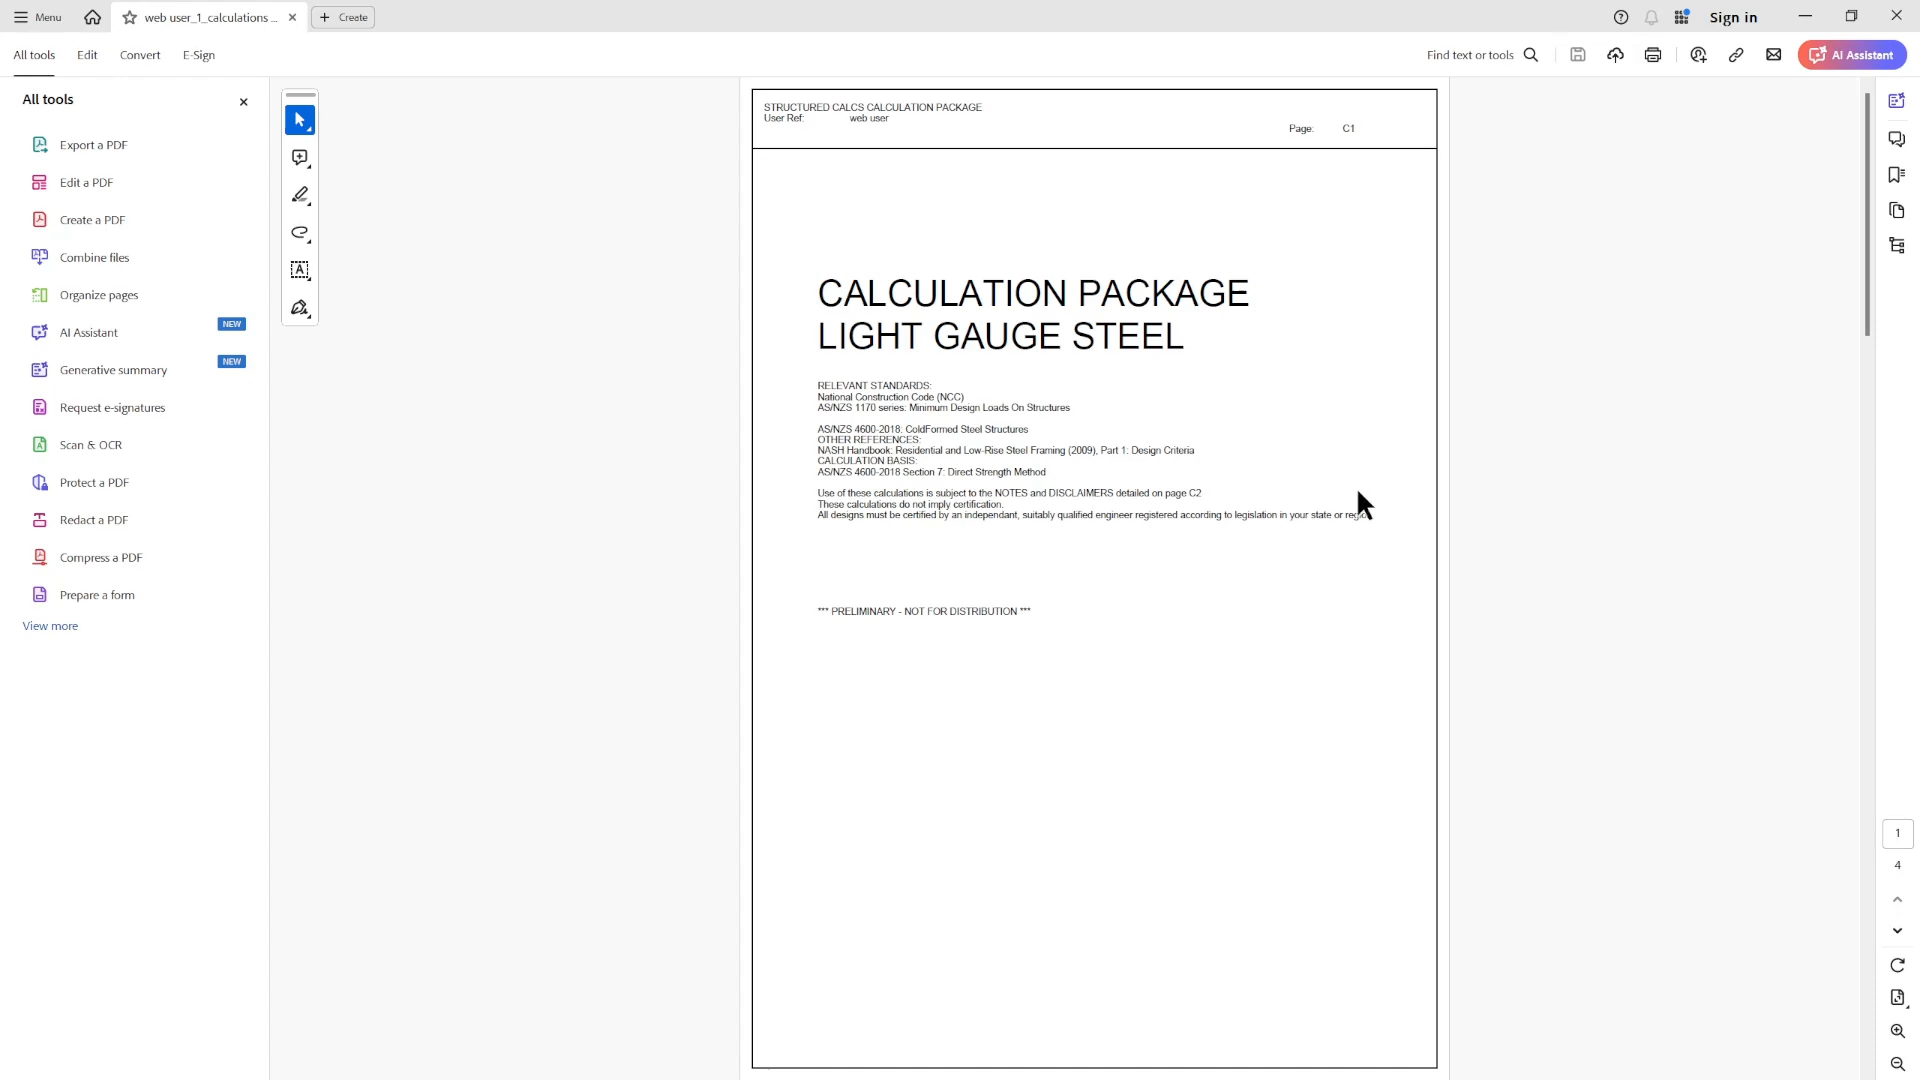 Menu
web user_1_calculations ...
Create
Sign in
All tools
Edit
Convert
E-Sign
Find text or tools
AI Assistant
All tools
Export a PDF
Edit a PDF
Create a PDF
Combine files
Organize pages
AI Assistant
NEW
Generative summary
NEW
Request e-signatures
Scan & OCR
Protect a PDF
Redact a PDF
Compress a PDF
Prepare a form
View more
STRUCTURED CALCS CALCULATION PACKAGE
User Ref: web user
Page: C1
CALCULATION PACKAGE
LIGHT GAUGE STEEL
RELEVANT STANDARDS:
National Construction Code (NCC)
AS/NZS 1170 series: Minimum Design Loads On Structures
AS/NZS 4600-2018: ColdFormed Steel Structures
OTHER REFERENCES:
NASH Handbook: Residential and Low-Rise Steel Framing (2009), Part 1: Design Criteria
CALCULATION BASIS:
AS/NZS 4600-2018 Section 7: Direct Strength Method
Use of these calculations is subject to the NOTES and DISCLAIMERS detailed on page C2
These calculations do not imply certification.
All designs must be certified by an independant, suitably qualified engineer registered according to legislation in your state or
*** PRELIMINARY - NOT FOR DISTRIBUTION ***
1
4